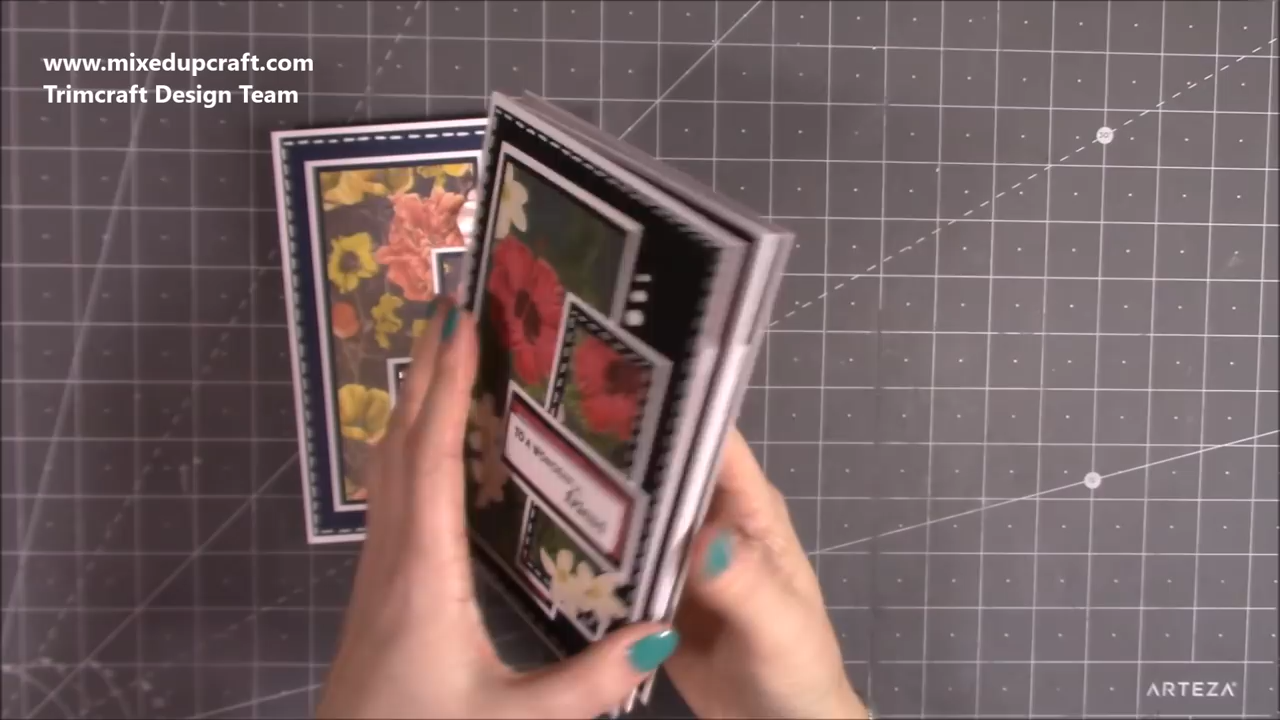 www.mixedupcraft.com
Trimcraft Design Team
TO A WONDERFUL
friend
ARTEZA